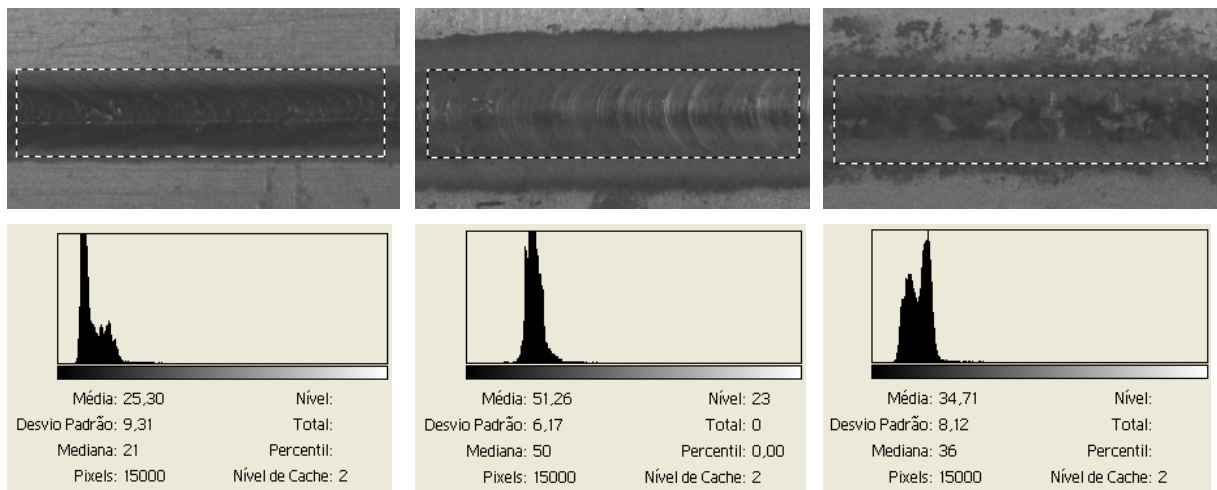 Média: 25,30 Nível:
Desvio Padrão: 9,31 Total:
Mediana: 21 Percentil:
Pixels: 15000 Nível de Cache: 2
Média: 51,26 Nível: 23
Desvio Padrão: 6,17 Total: 0
Mediana: 50 Percentil: 0,00
Pixels: 15000 Nível de Cache: 2
Média: 34,71 Nível:
Desvio Padrão: 8,12 Total:
Mediana: 36 Percentil:
Pixels: 15000 Nível de Cache: 2